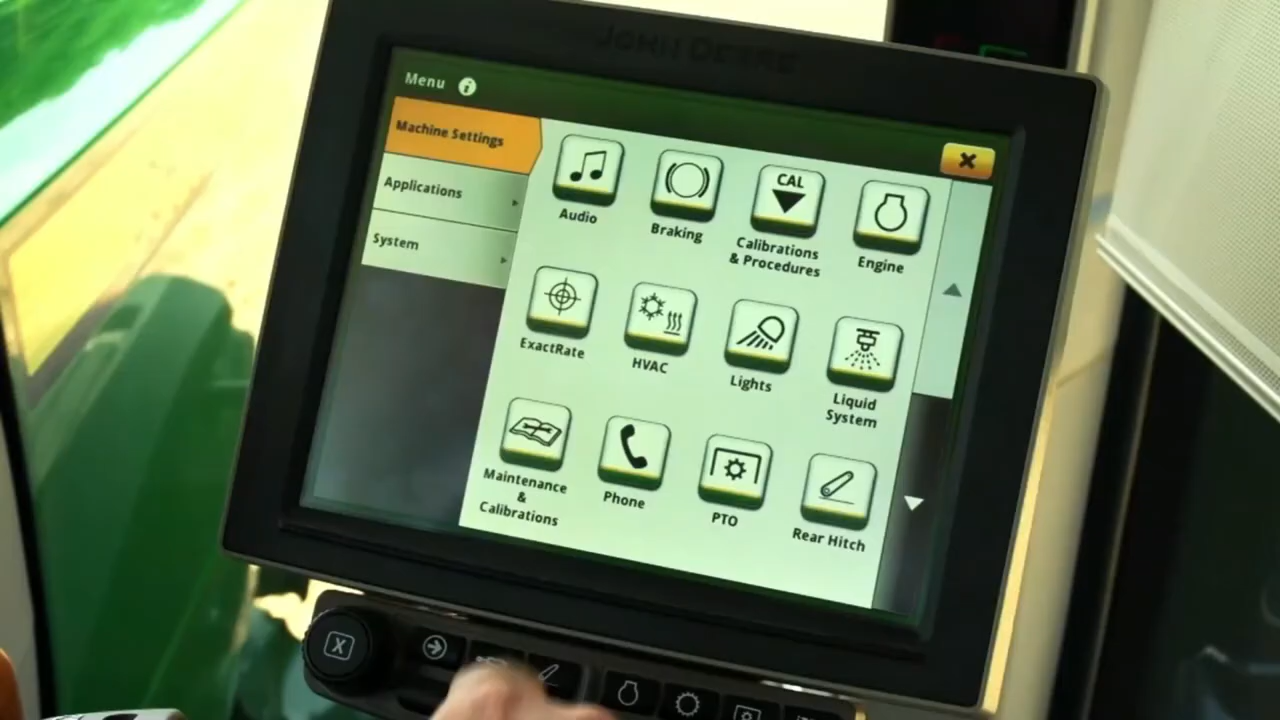 JOHN DEERE
Menu
Machine Settings
Applications
System
Audio
Braking
CAL
Calibrations
& Procedures
Engine
ExactRate
HVAC
Lights
Liquid
System
Maintenance
&
Calibrations
Phone
PTO
Rear Hitch